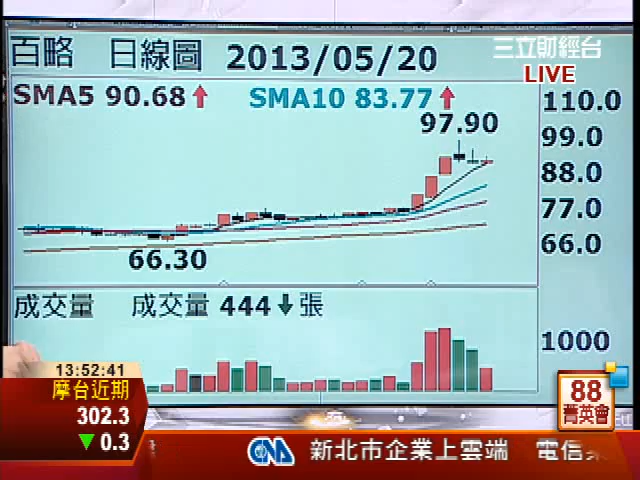 百略 日線圖 2013/05/20
三立財經台
LIVE
SMA5 90.68↑ SMA10 83.77↑
110.0
97.90
99.0
88.0
77.0
66.0
66.30
成交量 成交量 444↓張
1000
13:52:41
摩台近期
302.3
▼0.3
88
菁英會
CNA 新北市企業上雲端 電信